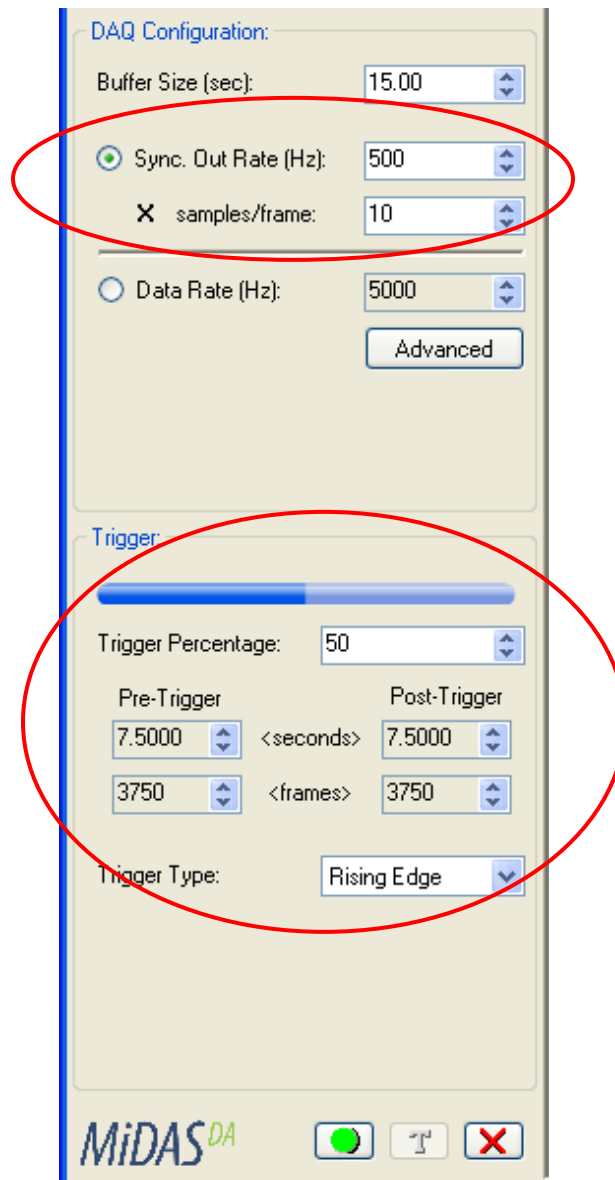 DAQ Configuration:
Buffer Size (sec): 15.00
Sync. Out Rate (Hz): 500
X samples/frame: 10
Data Rate (Hz): 5000
Advanced
Trigger:
Trigger Percentage: 50
Pre-Trigger Post-Trigger
7.5000 <seconds> 7.5000
3750 <frames> 3750
Trigger Type: Rising Edge
MiDAS DA T